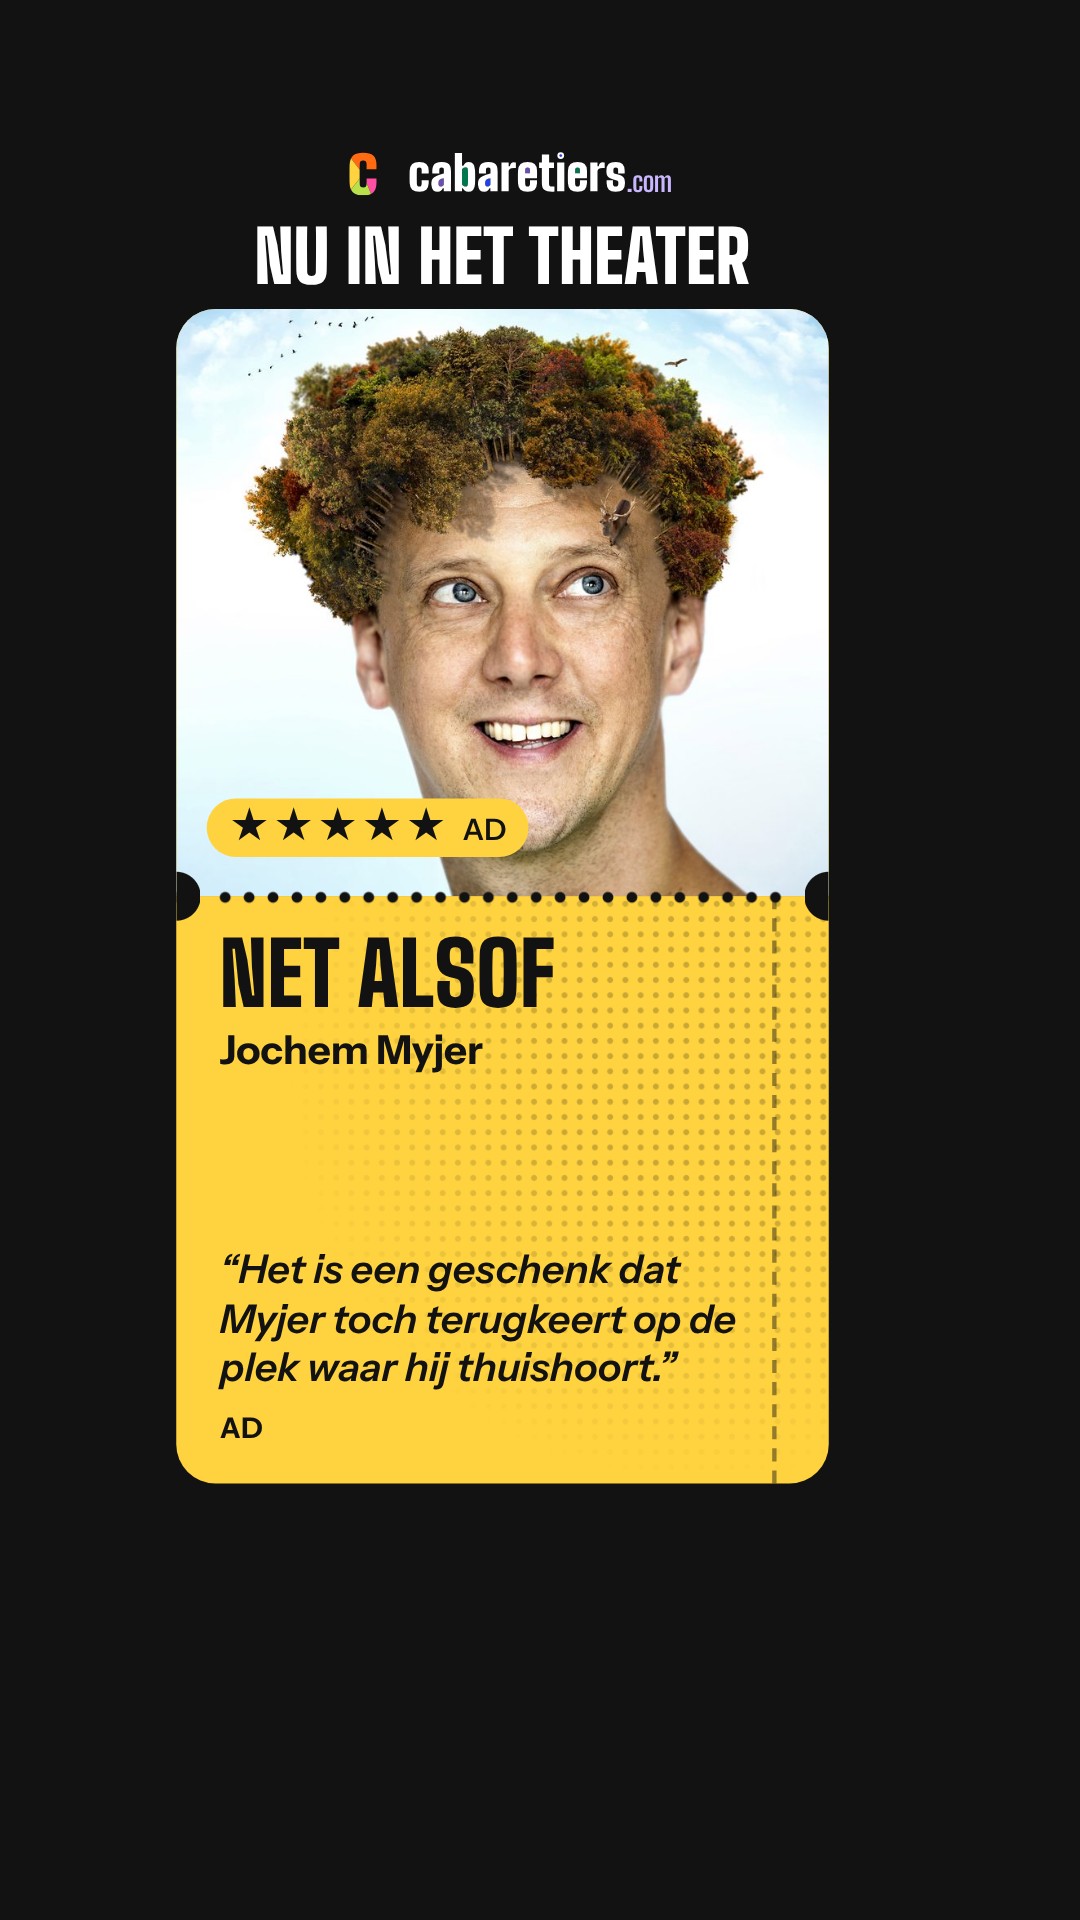 cabaretiers.com
NU IN HET THEATER
★★★★★ AD
NET ALSOF
Jochem Myjer
“Het is een geschenk dat
Myjer toch terugkeert op de
plek waar hij thuishoort.”
AD